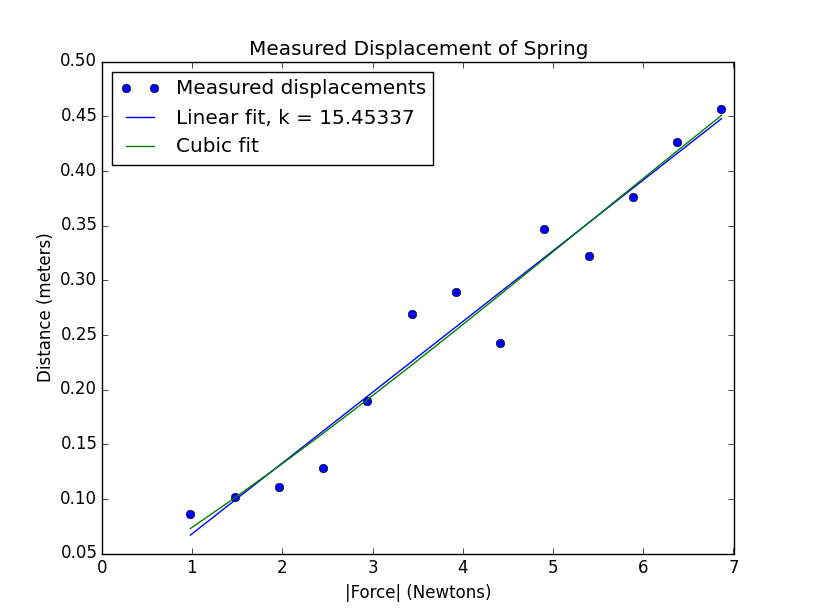 Measured Displacement of Spring
Measured displacements
Linear fit, k = 15.45337
Cubic fit
0.50
0.45
0.40
0.35
0.30
0.25
0.20
0.15
0.10
0.05
Distance (meters)
0 1 2 3 4 5 6 7
|Force| (Newtons)